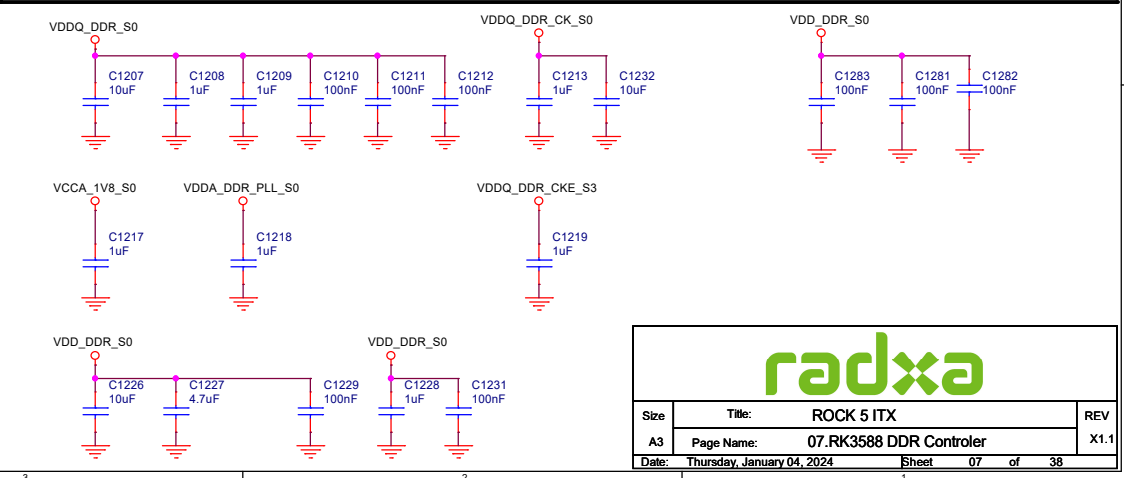 VDDQ_DDR_S0
VDDQ_DDR_CK_S0
VDD_DDR_S0
C1207
10uF
C1208
1uF
C1209
1uF
C1210
100nF
C1211
100nF
C1212
100nF
C1213
1uF
C1232
10uF
C1283
100nF
C1281
100nF
C1282
100nF
VCCA_1V8_S0
VDDA_DDR_PLL_S0
VDDQ_DDR_CKE_S3
C1217
1uF
C1218
1uF
C1219
1uF
VDD_DDR_S0
VDD_DDR_S0
C1226
10uF
C1227
4.7uF
C1229
100nF
C1228
1uF
C1231
100nF
radxa
Size Title: ROCK 5 ITX REV
A3 Page Name: 07.RK3588 DDR Controler X1.1
Date: Thursday, January 04, 2024 Sheet 07 of 38